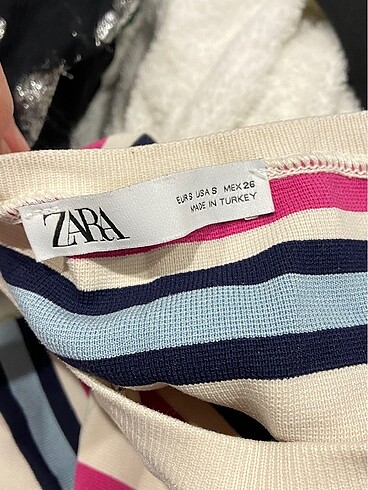 ZARA
EUR S USA S MEX 26
MADE IN TURKEY